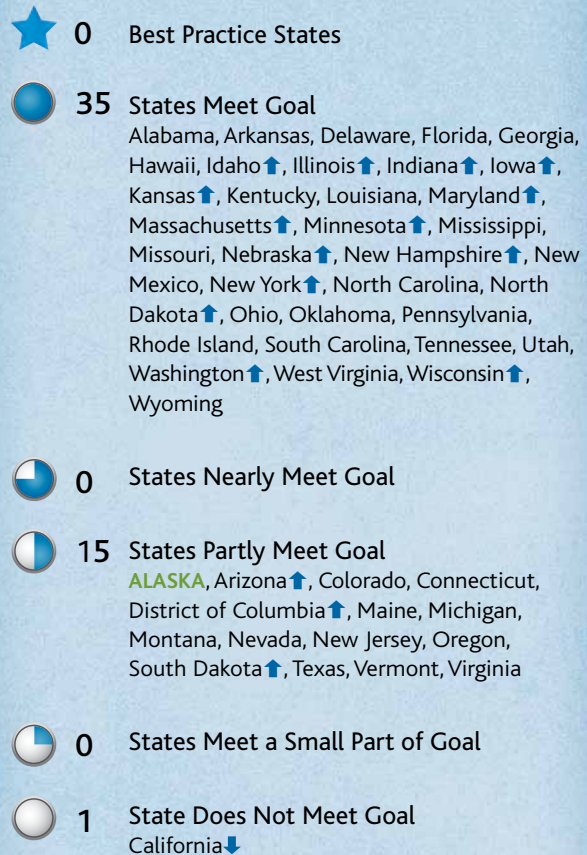 0 Best Practice States
35 States Meet Goal
Alabama, Arkansas, Delaware, Florida, Georgia,
Hawaii, Idaho⬆, Illinois⬆, Indiana⬆, Iowa⬆,
Kansas⬆, Kentucky, Louisiana, Maryland⬆,
Massachusetts⬆, Minnesota⬆, Mississippi,
Missouri, Nebraska⬆, New Hampshire⬆, New
Mexico, New York⬆, North Carolina, North
Dakota⬆, Ohio, Oklahoma, Pennsylvania,
Rhode Island, South Carolina, Tennessee, Utah,
Washington⬆, West Virginia, Wisconsin⬆,
Wyoming
0 States Nearly Meet Goal
15 States Partly Meet Goal
ALASKA, Arizona⬆, Colorado, Connecticut,
District of Columbia⬆, Maine, Michigan,
Montana, Nevada, New Jersey, Oregon,
South Dakota⬆, Texas, Vermont, Virginia
0 States Meet a Small Part of Goal
1 State Does Not Meet Goal
California⬇